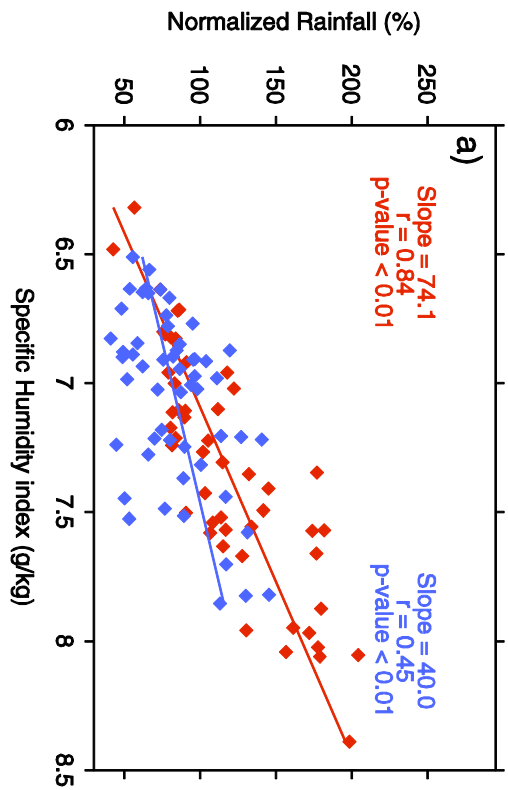 a)
Slope = 74.1
r = 0.84
p-value < 0.01
Slope = 40.0
r = 0.45
p-value < 0.01
Normalized Rainfall (%)
250
200
150
100
50
6
6.5
7
7.5
8
8.5
Specific Humidity index (g/kg)